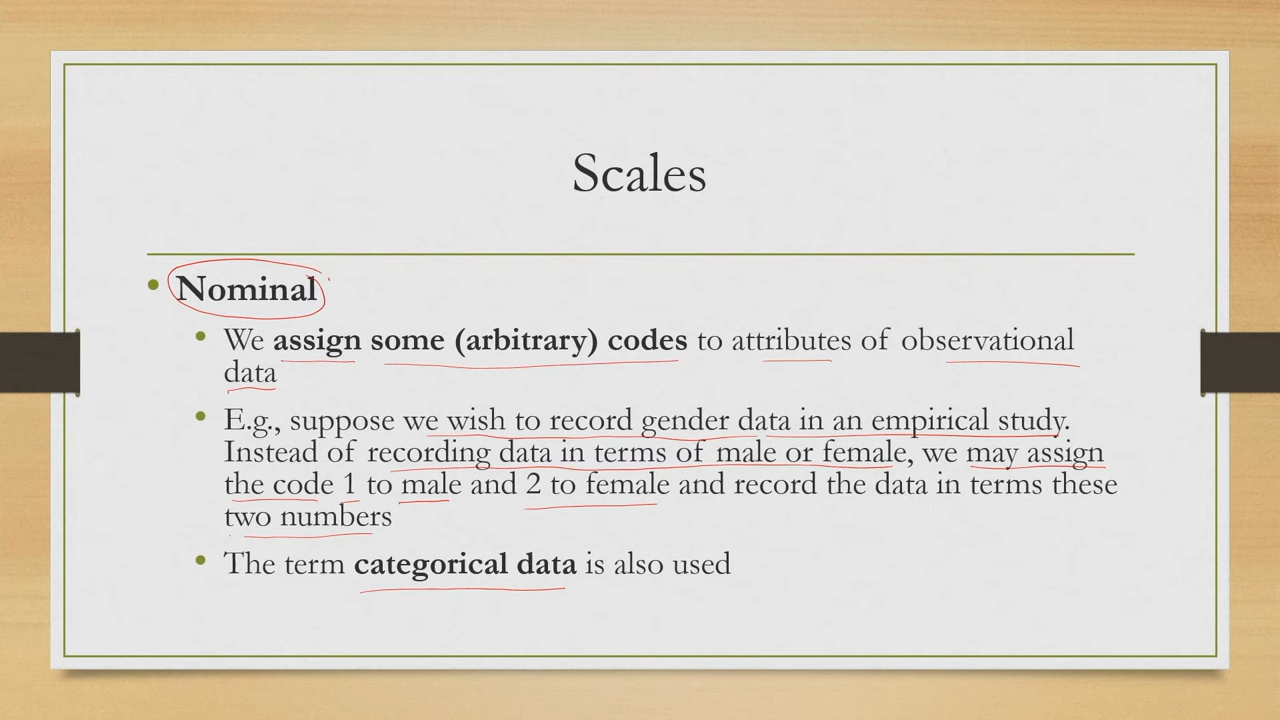 Scales
• Nominal
• We assign some (arbitrary) codes to attributes of observational
data
• E.g., suppose we wish to record gender data in an empirical study.
Instead of recording data in terms of male or female, we may assign
the code 1 to male and 2 to female and record the data in terms these
two numbers
• The term categorical data is also used